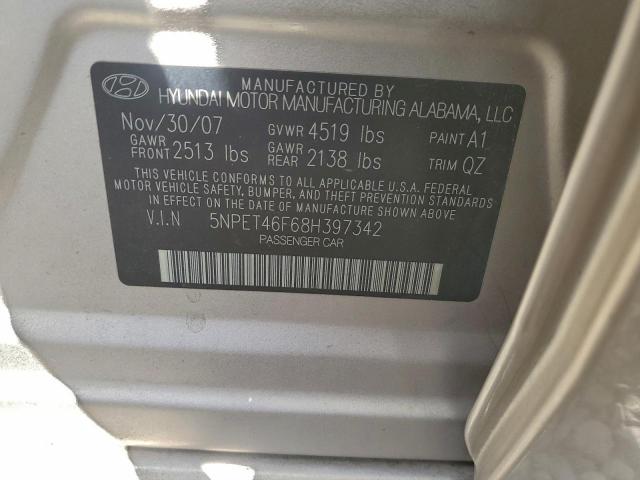 MANUFACTURED BY
HYUNDAI MOTOR MANUFACTURING ALABAMA, LLC
Nov/30/07 GVWR 4519 lbs PAINT A1
GAWR FRONT 2513 lbs GAWR REAR 2138 lbs TRIM QZ
THIS VEHICLE CONFORMS TO ALL APPLICABLE U.S.A. FEDERAL
MOTOR VEHICLE SAFETY, BUMPER, AND THEFT PREVENTION STANDARDS
IN EFFECT ON THE DATE OF MANUFACTURE SHOWN ABOVE.
V.I.N 5NPET46F68H397342
PASSENGER CAR